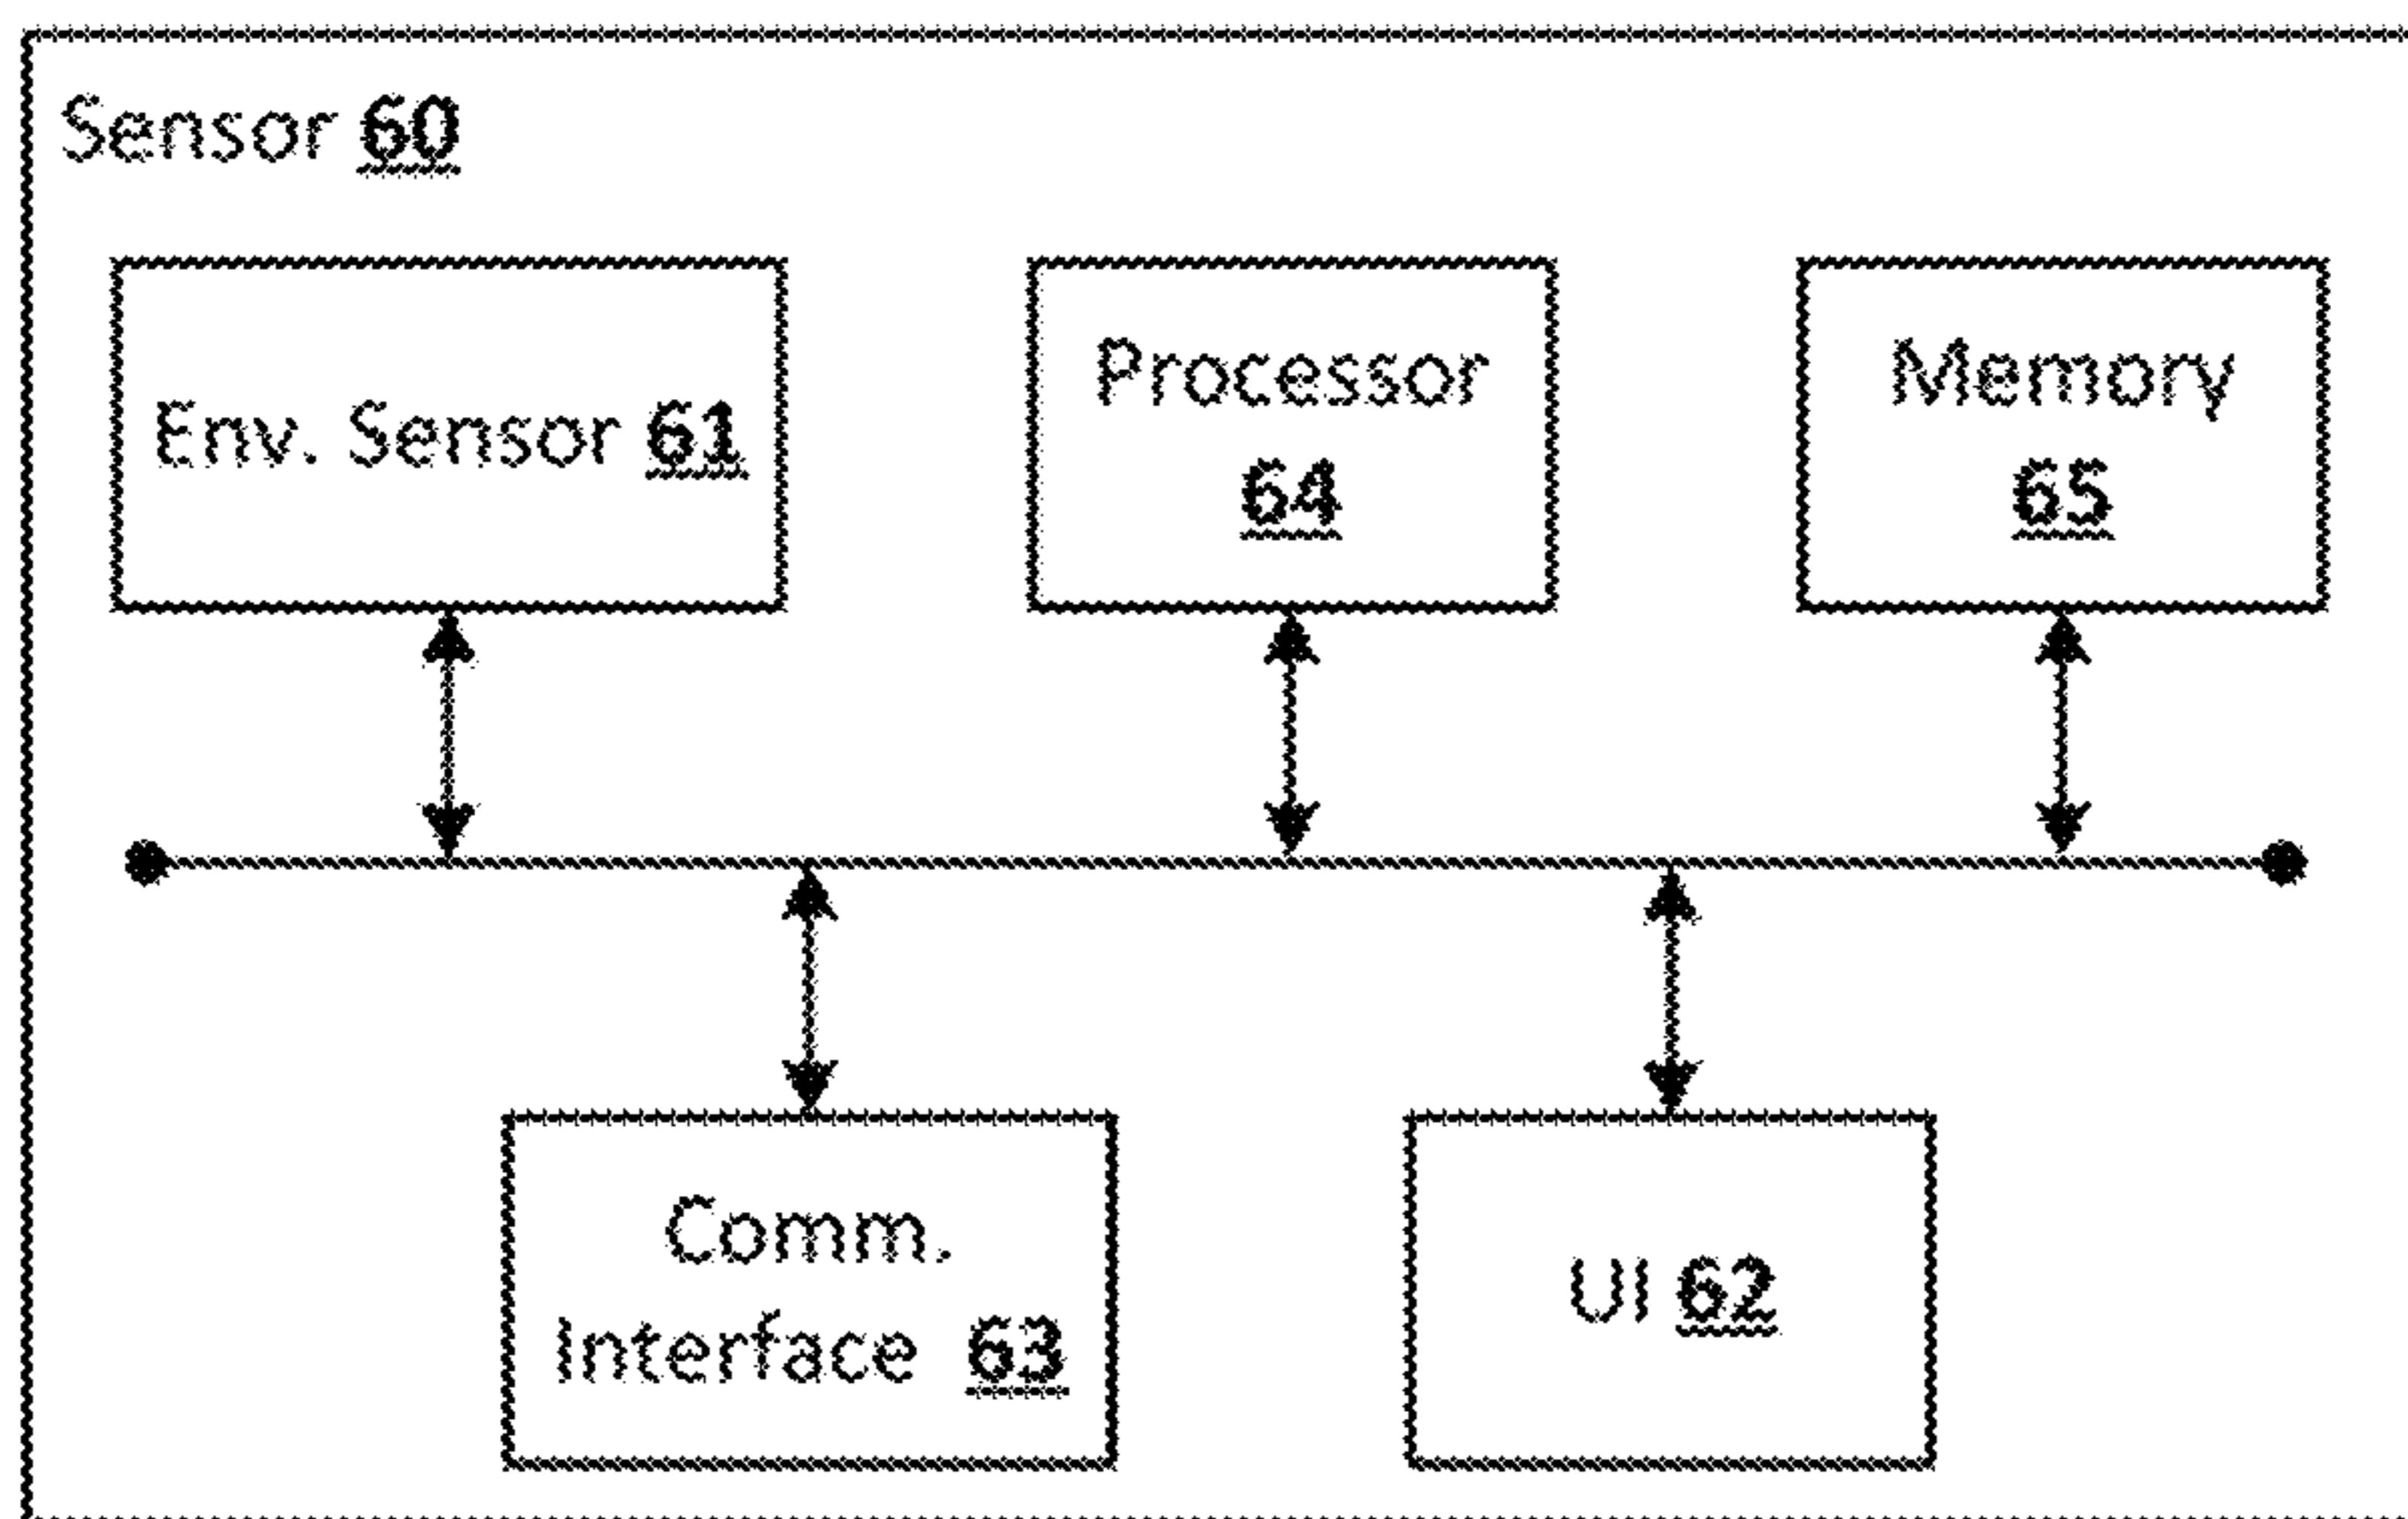 Sensor 60
Env. Sensor 61
Processor
64
Memory
65
Comm.
Interface 63
UI 62